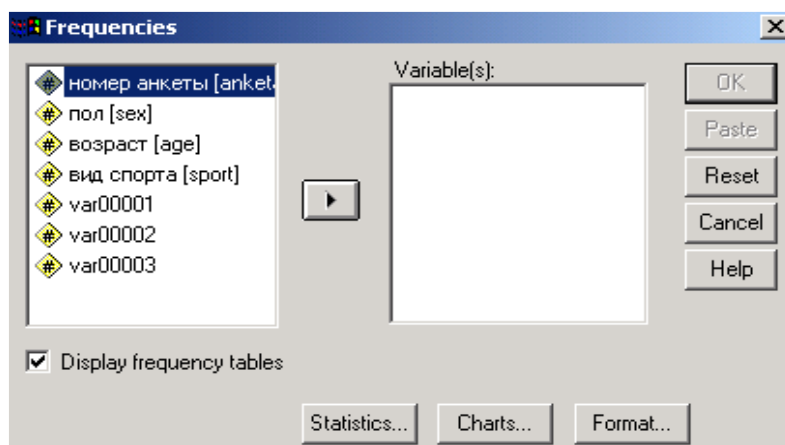 Frequencies
номер анкеты [anket
пол [sex]
возраст [age]
вид спорта [sport]
var00001
var00002
var00003
Variable(s):
OK
Paste
Reset
Cancel
Help
Display frequency tables
Statistics...
Charts...
Format...